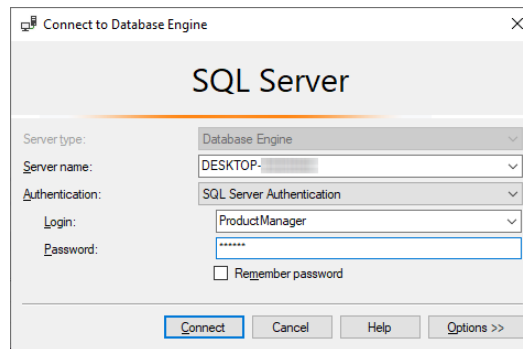 Connect to Database Engine
SQL Server
Server type: Database Engine
Server name: DESKTOP-
Authentication: SQL Server Authentication
Login: ProductManager
Password: ******
Remember password
Connect Cancel Help Options >>